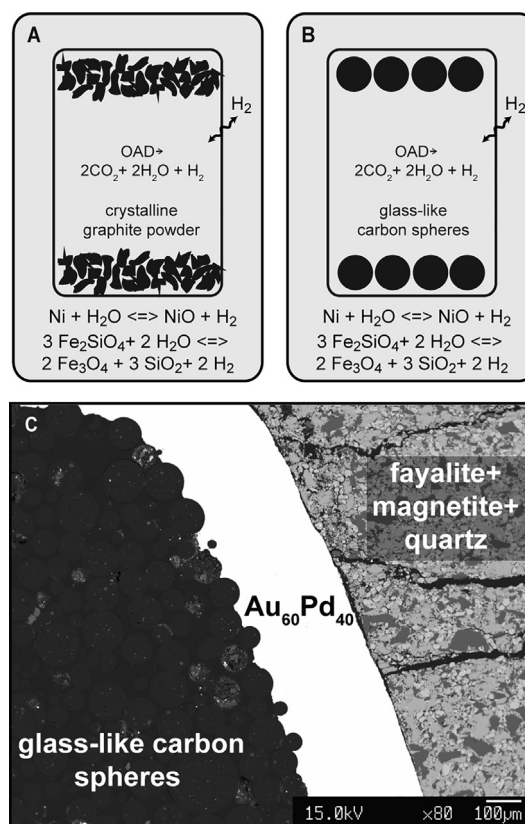 A
H2
OAD→
2CO2+ 2H2O + H2
crystalline
graphite powder
Ni + H2O <=> NiO + H2
3 Fe2SiO4+ 2 H2O <=>
2 Fe3O4 + 3 SiO2+ 2 H2
B
H2
OAD→
2CO2+ 2H2O + H2
glass-like
carbon spheres
Ni + H2O <=> NiO + H2
3 Fe2SiO4+ 2 H2O <=>
2 Fe3O4 + 3 SiO2+ 2 H2
C
fayalite+
magnetite+
quartz
Au60Pd40
glass-like carbon
spheres
15.0kV ×80 100µm